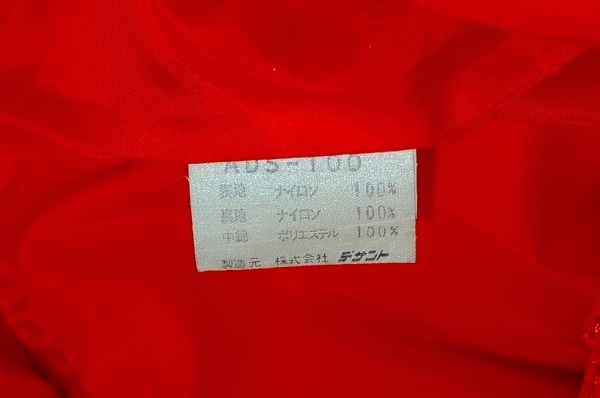 ADS-100
表地 ナイロン 100%
裏地 ナイロン 100%
中綿 ポリエステル 100%
製造元 株式会社 デサント